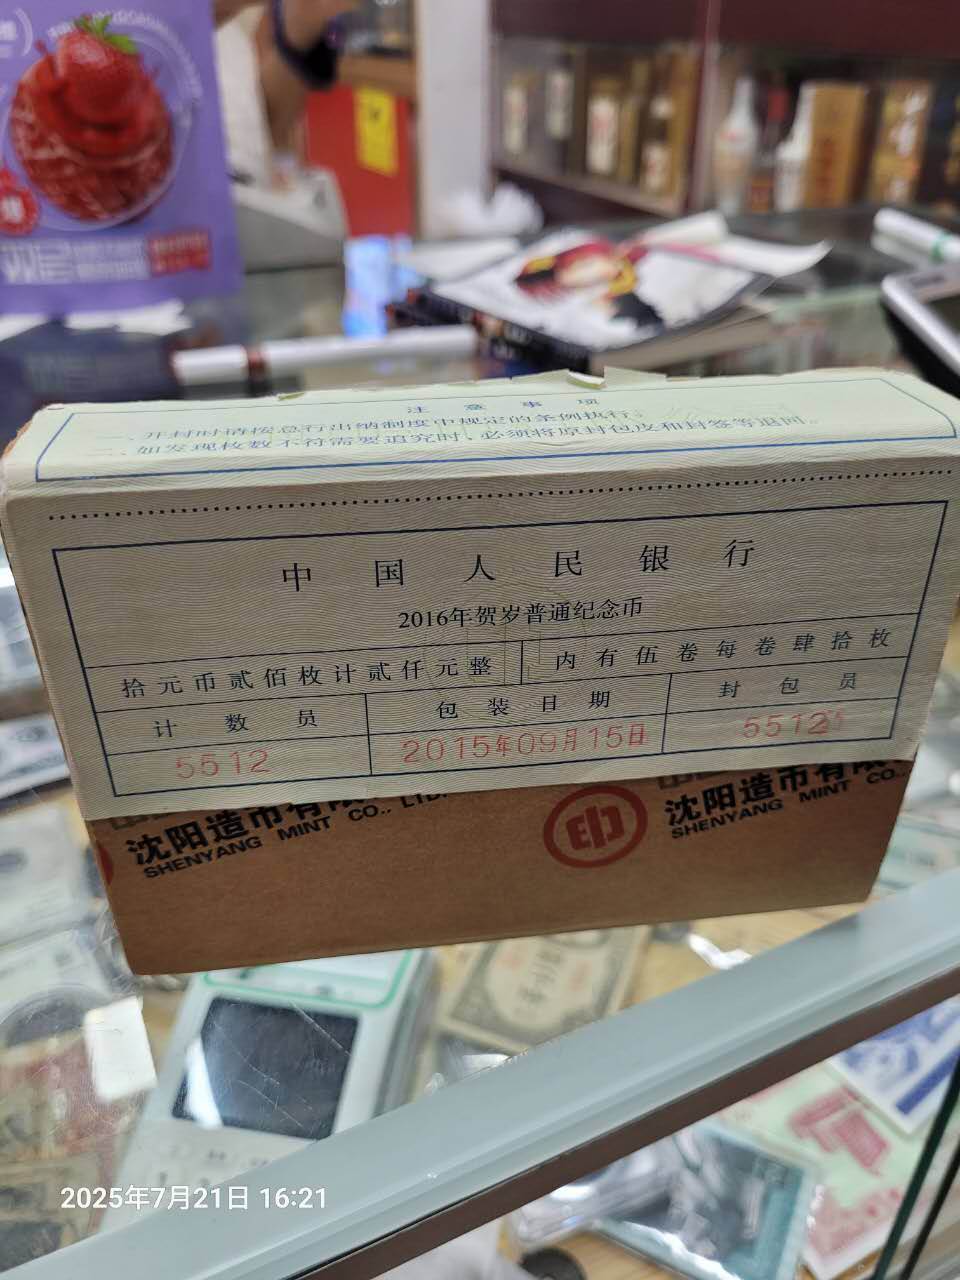 注意事项
一、开封时请按总行出纳制度中规定的条例执行。
二、如发现枚数不符需要追究时，必须将原封包皮和封签等退回。
中国人民银行
2016年贺岁普通纪念币
拾元币贰佰枚计贰仟元整 内有伍卷每卷肆拾枚
计数员 包装日期 封包员
5512 2015年09月15日 5512
沈阳造币有限 沈阳造币有限
SHENYANG MINT CO., LTD. SHENYANG MINT CO.,
2025年7月21日 16:21